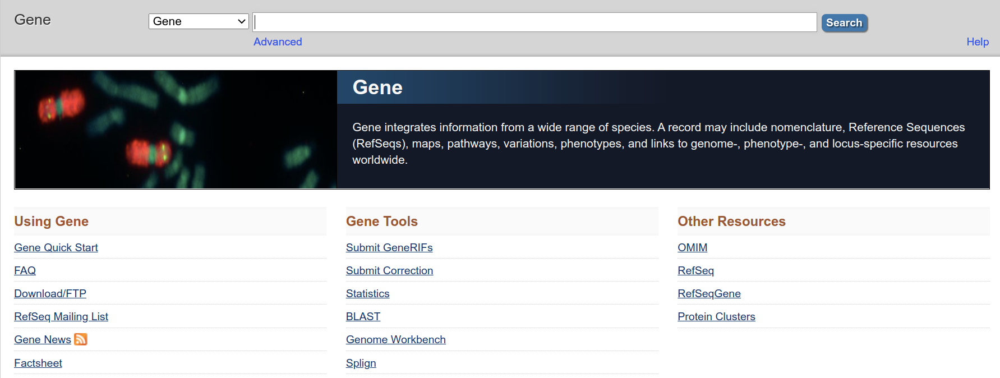 Gene
Gene
Search
Advanced
Help
Gene
Gene integrates information from a wide range of species. A record may include nomenclature, Reference Sequences
(RefSeqs), maps, pathways, variations, phenotypes, and links to genome-, phenotype-, and locus-specific resources
worldwide.
Using Gene
Gene Quick Start
FAQ
Download/FTP
RefSeq Mailing List
Gene News
Factsheet
Gene Tools
Submit GeneRIFs
Submit Correction
Statistics
BLAST
Genome Workbench
Splign
Other Resources
OMIM
RefSeq
RefSeqGene
Protein Clusters